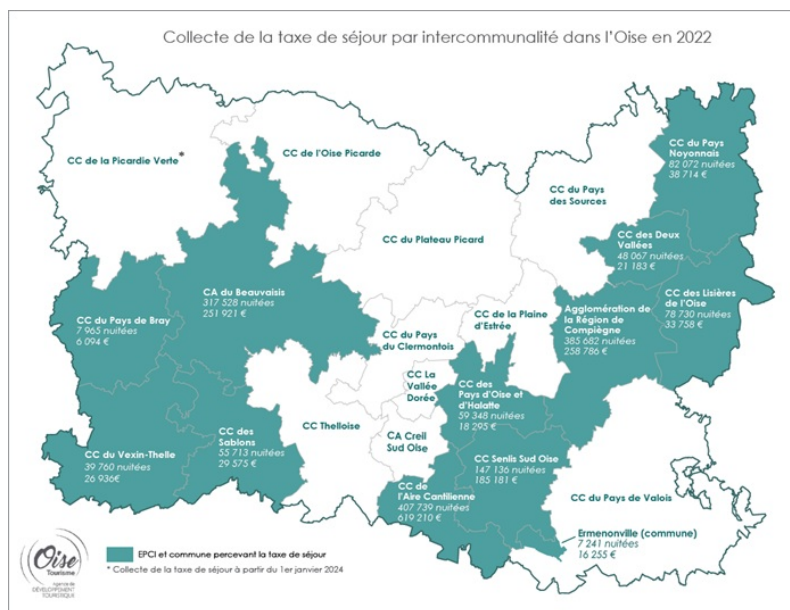 Collecte de la taxe de séjour par intercommunalité dans l'Oise en 2022
CC de la Picardie Verte *
CC de l'Oise Picarde
CC du Plateau Picard
CC du Pays
des Sources
CC du Pays
Noyonnais
82 072 nuitées
38 714 €
CC des Deux
Vallées
48 067 nuitées
21 183 €
CC des Lisières
de l'Oise
78 730 nuitées
33 758 €
CC du Pays de Bray
7 965 nuitées
6 094 €
CA du Beauvaisis
317 528 nuitées
251 921 €
CC du Pays
du Clermontois
CC de la Plaine
d'Estrée
Agglomération de
la Région de
Compiègne
385 682 nuitées
258 786 €
CC La
Vallée
Dorée
CC des
Pays d'Oise et
d'Halatte
59 348 nuitées
18 295 €
CC du Vexin-Thelle
39 760 nuitées
26 936€
CC des
Sablons
55 713 nuitées
29 575 €
CC Thelloise
CA Creil
Sud Oise
CC de
l'Aire Cantilienne
407 739 nuitées
619 210 €
CC Senlis Sud Oise
147 136 nuitées
185 181 €
CC du Pays de Valois
Ermenonville (commune)
7 241 nuitées
16 255 €
Oise
Tourisme
Agence de
DÉVELOPPEMENT
TOURISTIQUE
EPCI et commune percevant la taxe de séjour
* Collecte de la taxe de séjour à partir du 1er janvier 2024